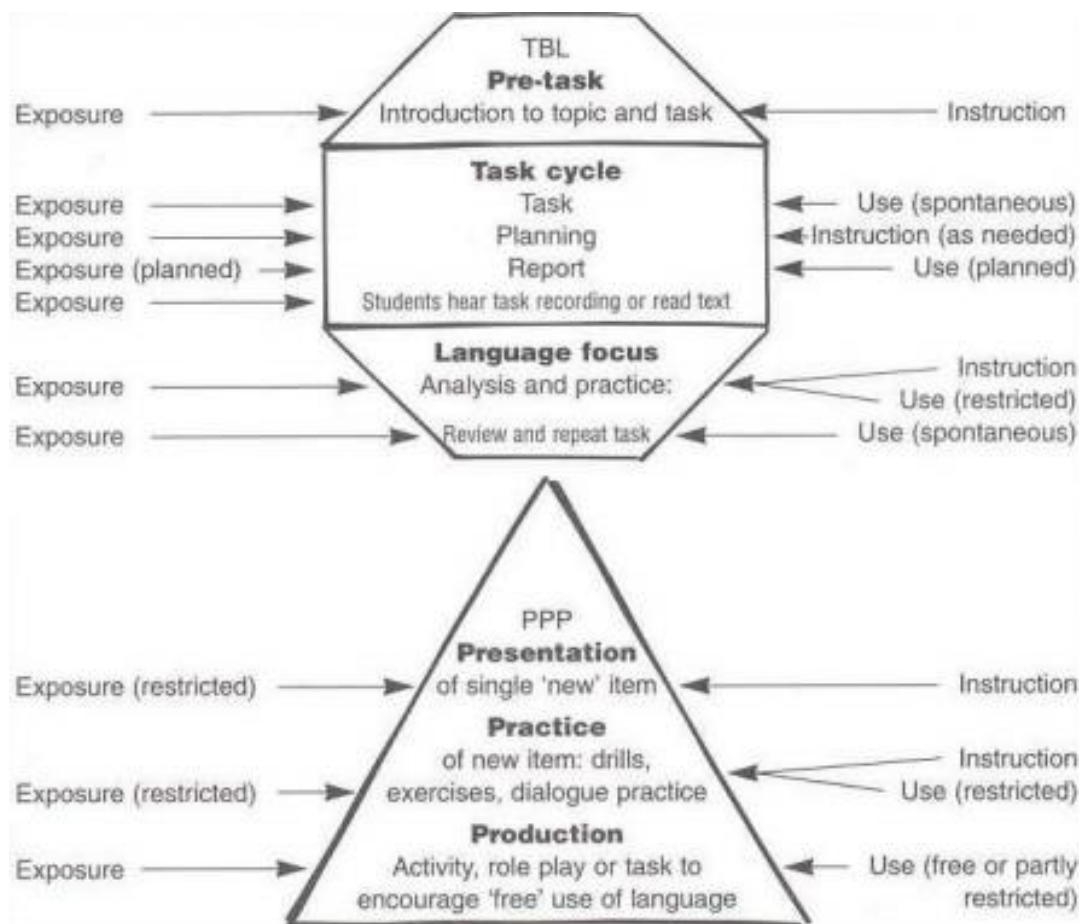 TBL
Pre-task
Exposure Introduction to topic and task Instruction
Task cycle
Exposure Task Use (spontaneous)
Exposure Planning Instruction (as needed)
Exposure (planned) Report Use (planned)
Exposure Students hear task recording or read text
Language focus
Instruction
Exposure Analysis and practice:
Use (restricted)
Exposure Review and repeat task Use (spontaneous)
PPP
Presentation
Exposure (restricted) of single 'new' item Instruction
Practice
of new item: drills, Instruction
Exposure (restricted) exercises, dialogue practice Use (restricted)
Production
Exposure Activity, role play or task to Use (free or partly
encourage 'free' use of language restricted)